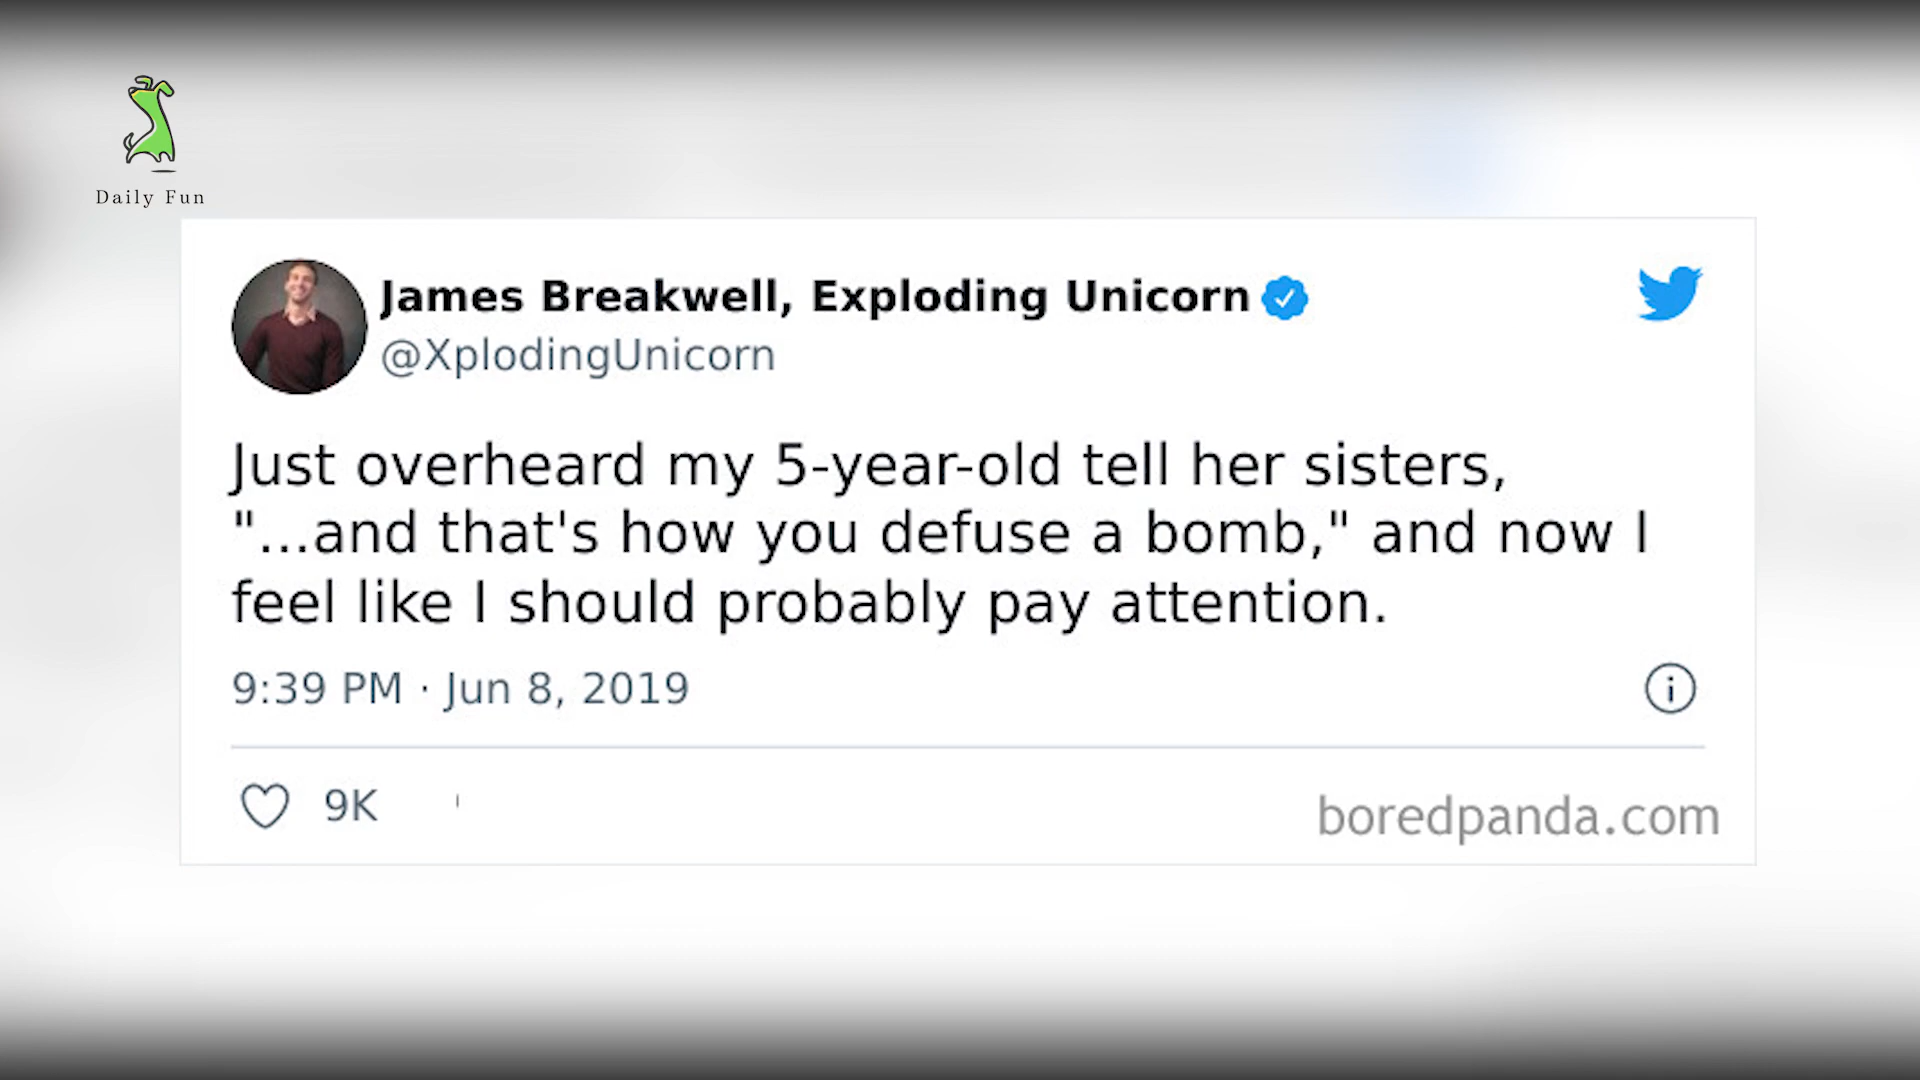 Daily Fun
James Breakwell, Exploding Unicorn
@XplodingUnicorn
Just overheard my 5-year-old tell her sisters,
"...and that's how you defuse a bomb," and now I
feel like I should probably pay attention.
9:39 PM · Jun 8, 2019
9K
boredpanda.com